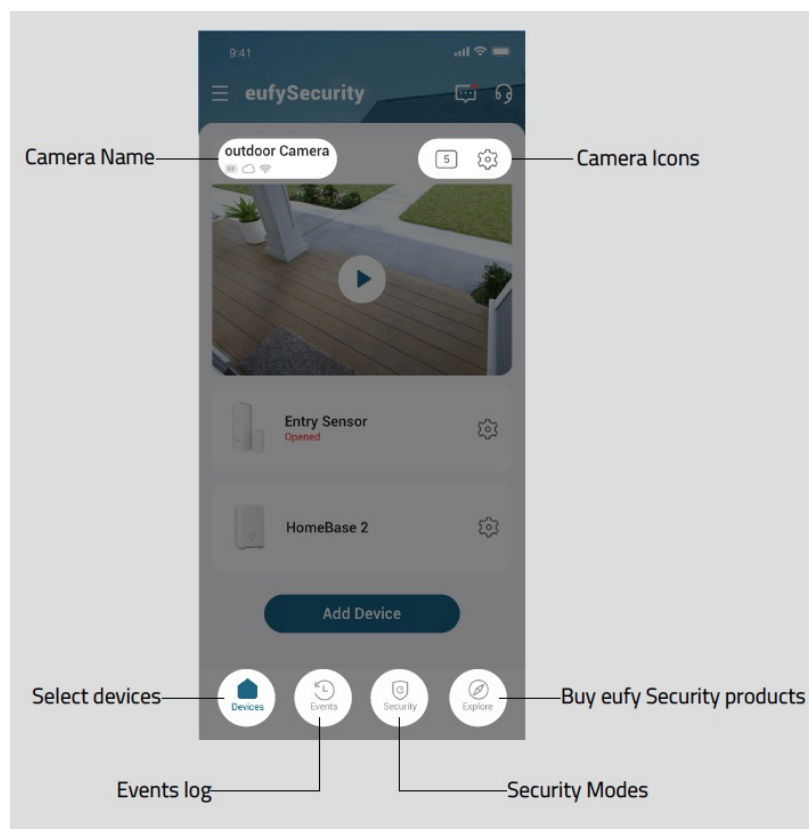 9:41
eufySecurity
Camera Name
outdoor Camera
5
Camera Icons
Entry Sensor
Opened
HomeBase 2
Add Device
Select devices
Devices
Events
Security
Explore
Buy eufy Security products
Events log
Security Modes